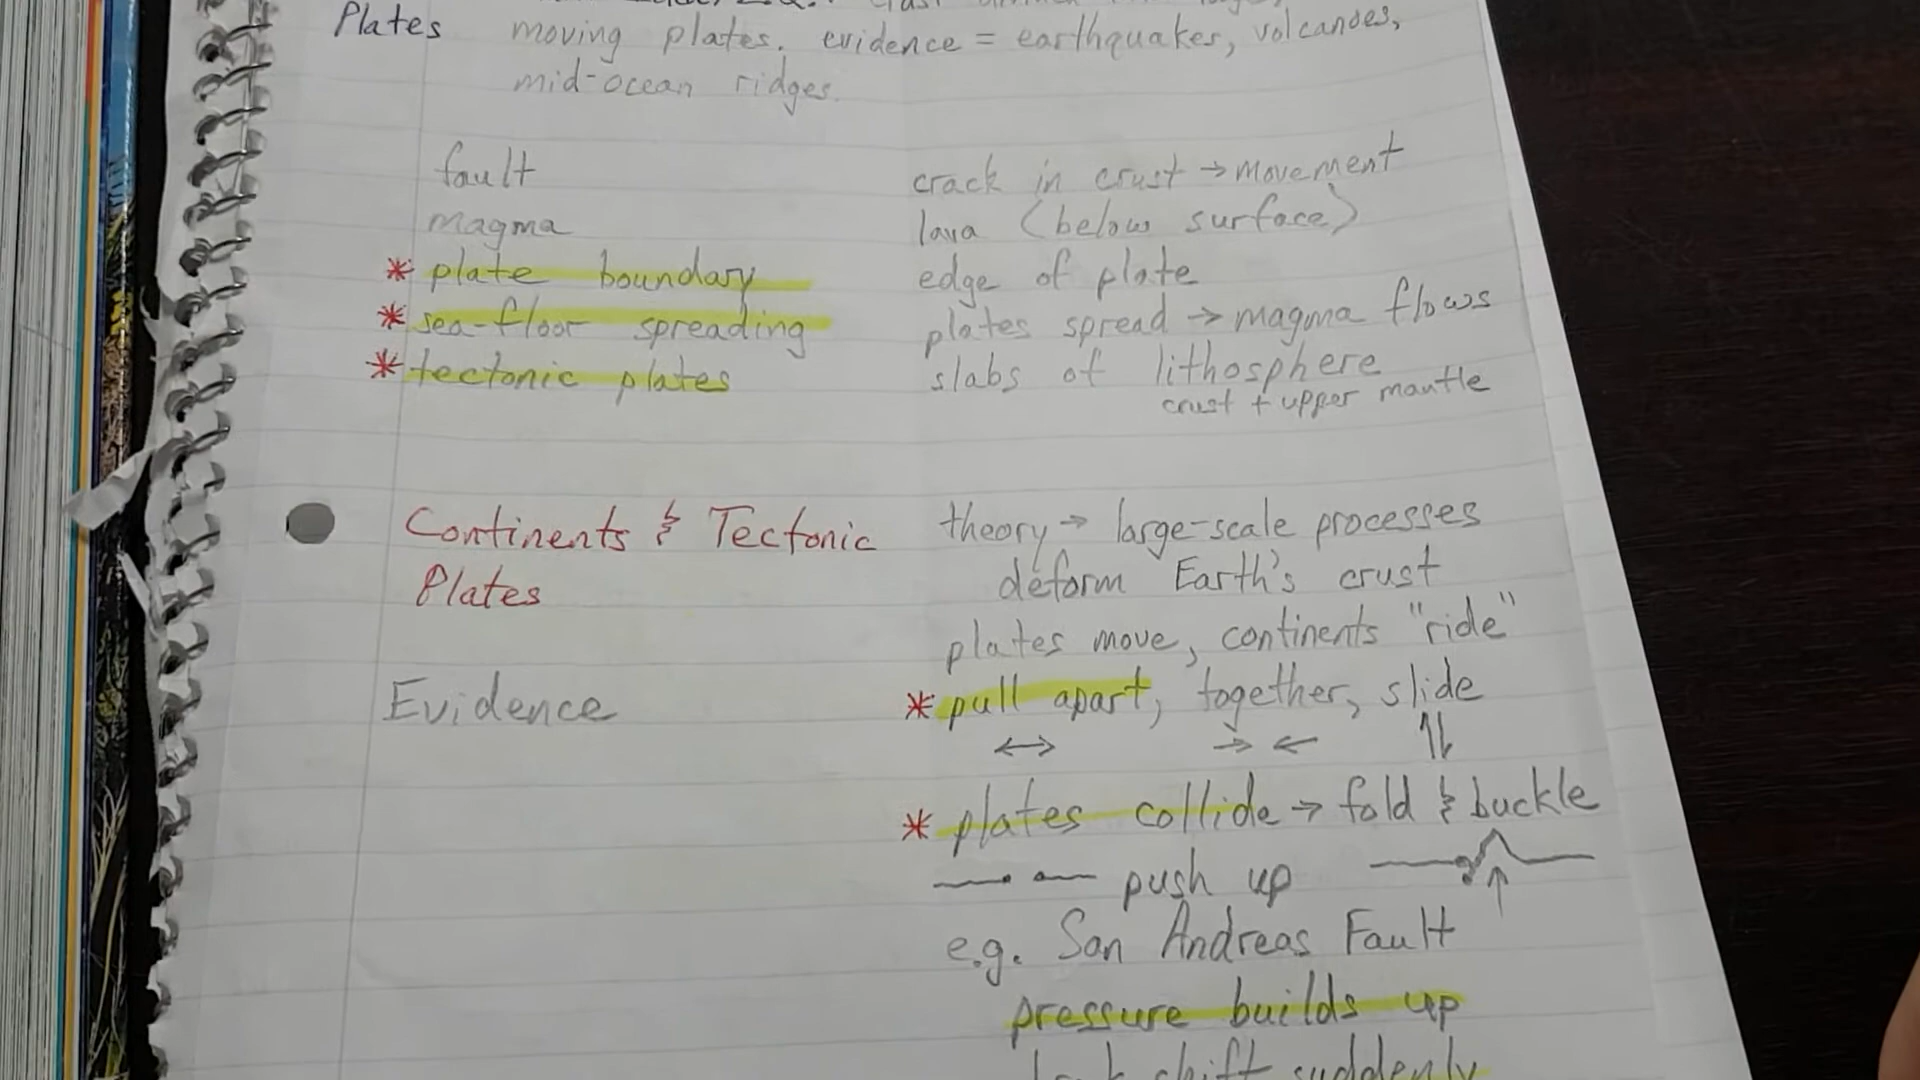 Plates moving plates. evidence = earthquakes, volcanoes,
mid-ocean ridges.
fault crack in crust → movement
magma lava (below surface)
* plate boundary edge of plate
* sea-floor spreading plates spread → magma flows
* tectonic plates slabs of lithosphere
crust + upper mantle
Continents & Tectonic theory → large-scale processes
Plates deform Earth's crust
plates move, continents "ride"
Evidence * pull apart, together, slide
↔ → ← ⇅
* plates collide → fold & buckle
push up
e.g. San Andreas Fault
pressure builds up
shift suddenly